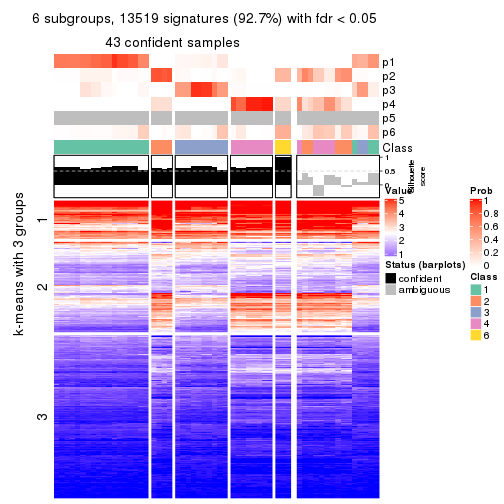 6 subgroups, 13519 signatures (92.7%) with fdr < 0.05
43 confident samples
p1
p2
p3
p4
p5
p6
Class
1
0.5
0
Silhouette
score
k-means with 3 groups
1
2
3
Value
5
4
3
2
1
Status (barplots)
confident
ambiguous
Prob
1
0.8
0.6
0.4
0.2
0
Class
1
2
3
4
6